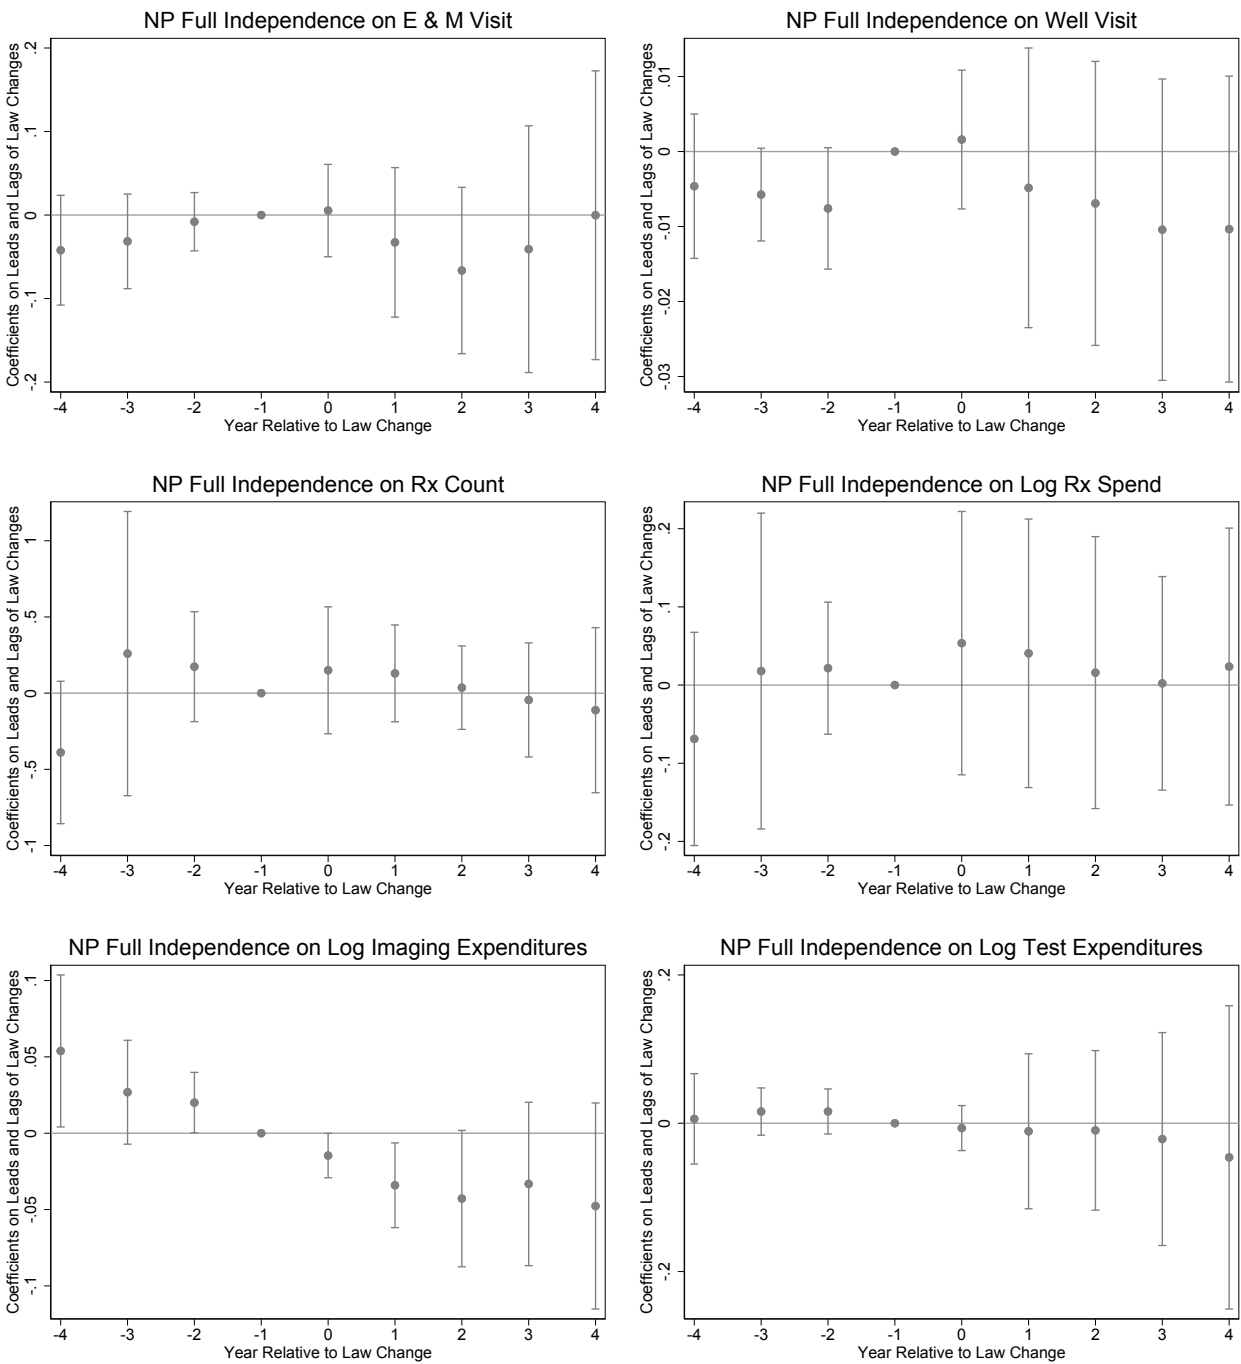 NP Full Independence on E & M Visit
Coefficients on Leads and Lags of Law Changes
.2
.1
0
-.1
-.2
-4 -3 -2 -1 0 1 2 3 4
Year Relative to Law Change
NP Full Independence on Well Visit
Coefficients on Leads and Lags of Law Changes
.01
0
-.01
-.02
-.03
-4 -3 -2 -1 0 1 2 3 4
Year Relative to Law Change
NP Full Independence on Rx Count
Coefficients on Leads and Lags of Law Changes
1
.5
0
-.5
-1
-4 -3 -2 -1 0 1 2 3 4
Year Relative to Law Change
NP Full Independence on Log Rx Spend
Coefficients on Leads and Lags of Law Changes
.2
.1
0
-.1
-.2
-4 -3 -2 -1 0 1 2 3 4
Year Relative to Law Change
NP Full Independence on Log Imaging Expenditures
Coefficients on Leads and Lags of Law Changes
.1
.05
0
-.05
-.1
-4 -3 -2 -1 0 1 2 3 4
Year Relative to Law Change
NP Full Independence on Log Test Expenditures
Coefficients on Leads and Lags of Law Changes
.2
0
-.2
-4 -3 -2 -1 0 1 2 3 4
Year Relative to Law Change